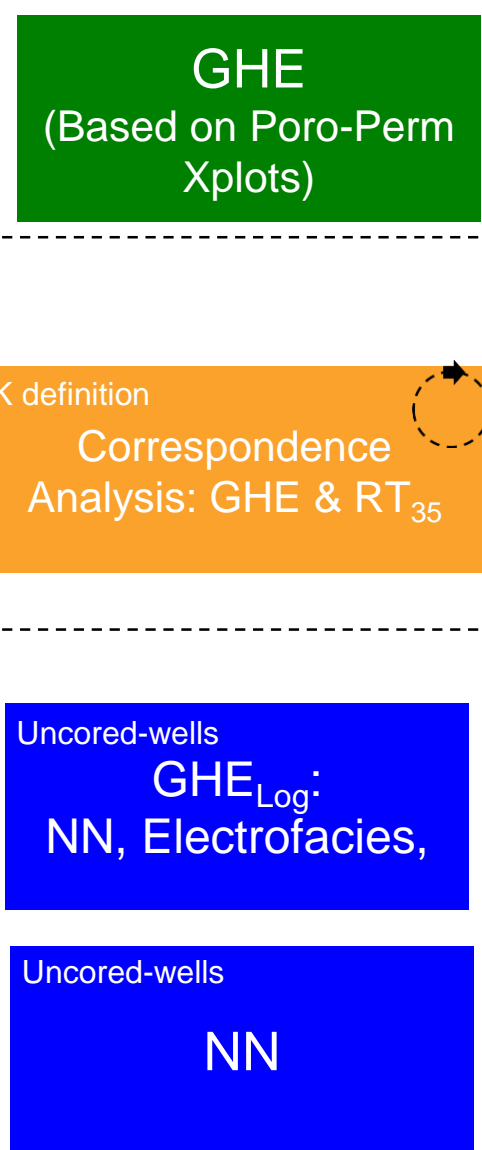 GHE
(Based on Poro-Perm
Xplots)
K definition
Correspondence
Analysis: GHE & RT35
Uncored-wells
GHELog:
NN, Electrofacies,
Uncored-wells
NN